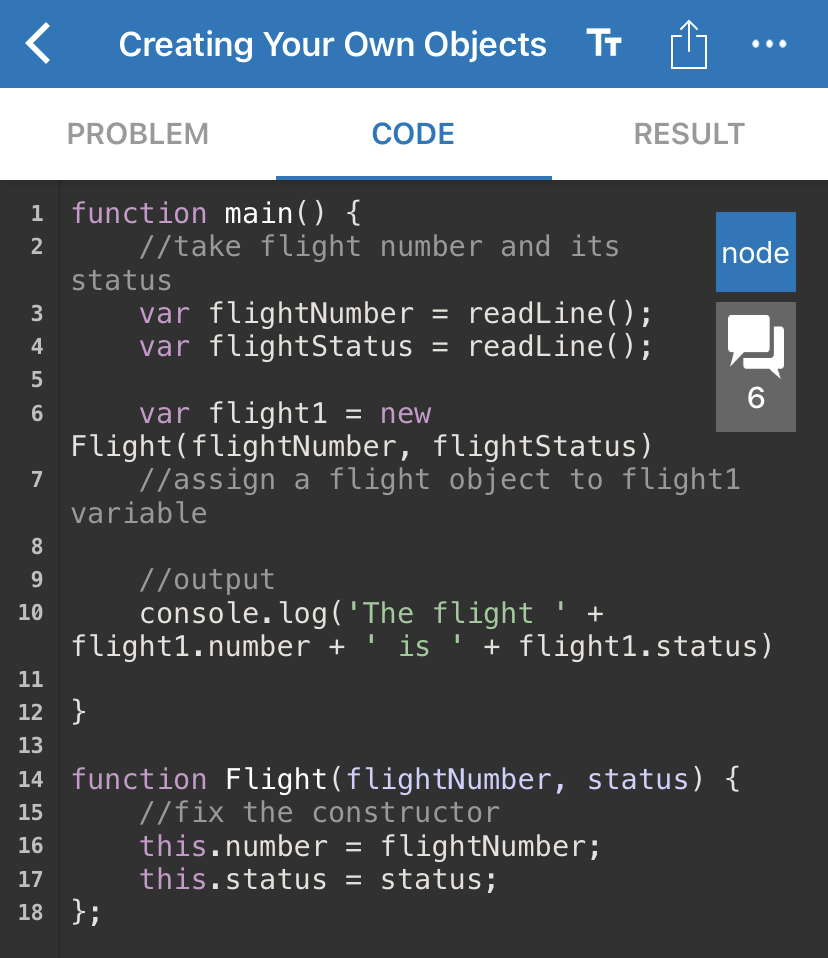 Creating Your Own Objects TT
PROBLEM CODE RESULT
1 function main() {
2     //take flight number and its
status
3     var flightNumber = readLine();
4     var flightStatus = readLine();
5
6     var flight1 = new
Flight(flightNumber, flightStatus)
7     //assign a flight object to flight1
variable
8
9     //output
10     console.log('The flight ' +
flight1.number + ' is ' + flight1.status)
11
12 }
13
14 function Flight(flightNumber, status) {
15     //fix the constructor
16     this.number = flightNumber;
17     this.status = status;
18 };
node
6